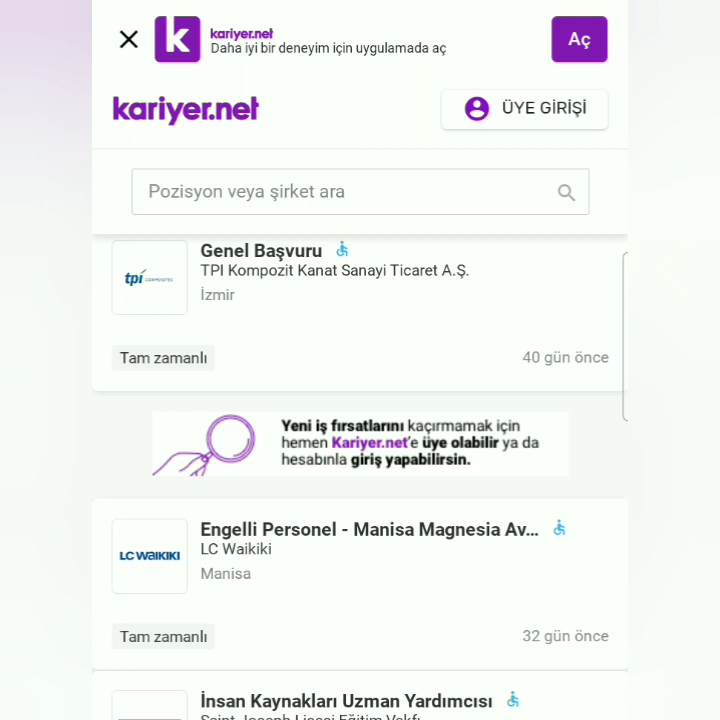 kariyer.net
Daha iyi bir deneyim için uygulamada aç
Aç
kariyer.net
ÜYE GİRİŞİ
Pozisyon veya şirket ara
Genel Başvuru
TPI Kompozit Kanat Sanayi Ticaret A.Ş.
tpi
İzmir
Tam zamanlı
40 gün önce
Yeni iş fırsatlarını kaçırmamak için
hemen Kariyer.net'e üye olabilir ya da
hesabınla giriş yapabilirsin.
Engelli Personel - Manisa Magnesia Av...
LC Waikiki
LC WAIKIKI
Manisa
Tam zamanlı
32 gün önce
İnsan Kaynakları Uzman Yardımcısı